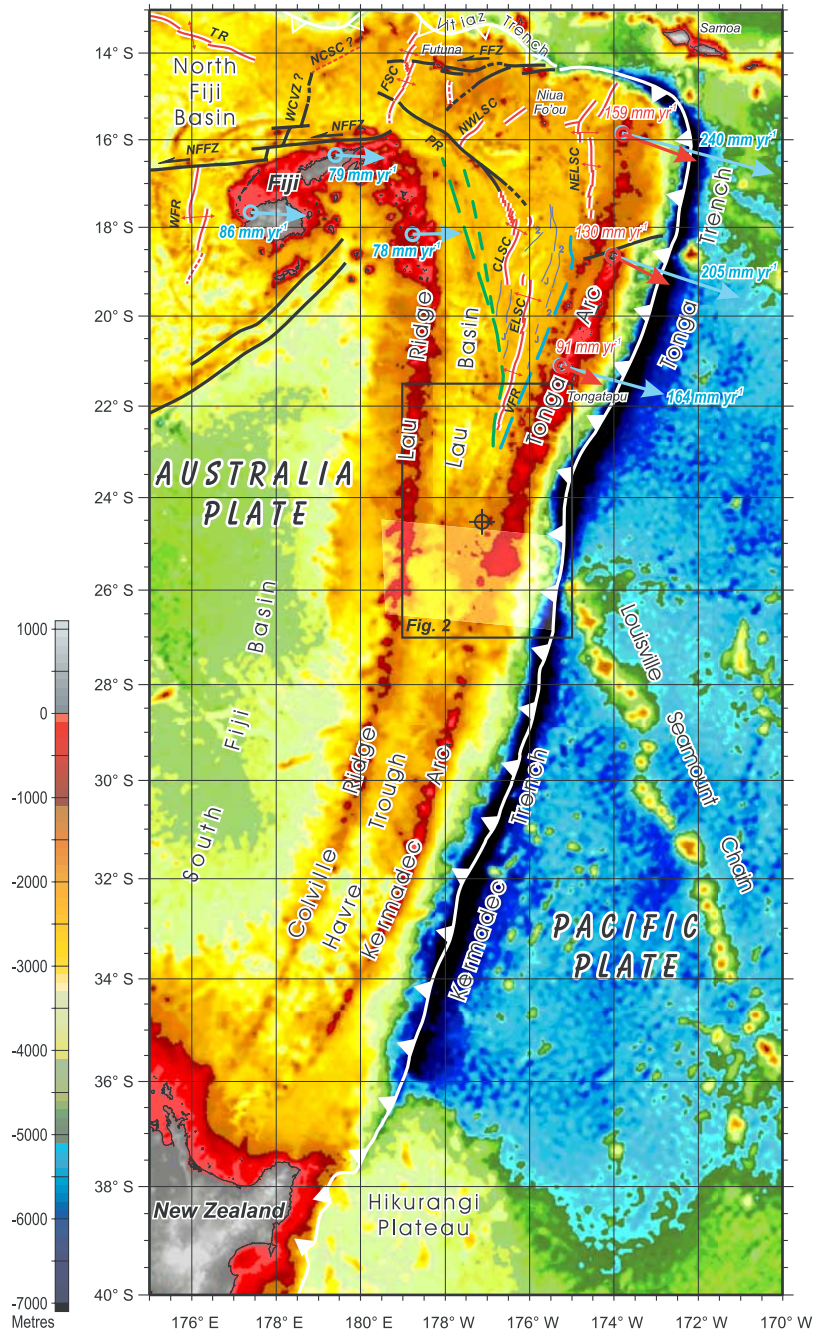 14° S
16° S
18° S
20° S
22° S
24° S
26° S
28° S
30° S
32° S
34° S
36° S
38° S
40° S
176° E
178° E
180° E
178° W
176° W
174° W
172° W
170° W
1000
0
-1000
-2000
-3000
-4000
-5000
-6000
-7000
Metres
TR
NCSC ?
North
Fiji
Basin
WCVZ ?
NFFZ
NFFZ
WFR
Fiji
FSC
Futuna
FFZ
Vitiaz Trench
Samoa
Niua
Fo'ou
NWLSC
PR
NELSC
CLSC
ELSC
VFR
159 mm yr-1
240 mm yr-1
79 mm yr-1
86 mm yr-1
78 mm yr-1
130 mm yr-1
205 mm yr-1
91 mm yr-1
164 mm yr-1
Tongatapu
Lau Ridge
Lau Basin
Tonga Arc
Tonga Trench
AUSTRALIA
PLATE
Fig. 2
South Fiji Basin
Louisville Seamount Chain
Colville Ridge
Havre Trough
Kermadec Arc
Kermadec Trench
PACIFIC
PLATE
New Zealand
Hikurangi
Plateau